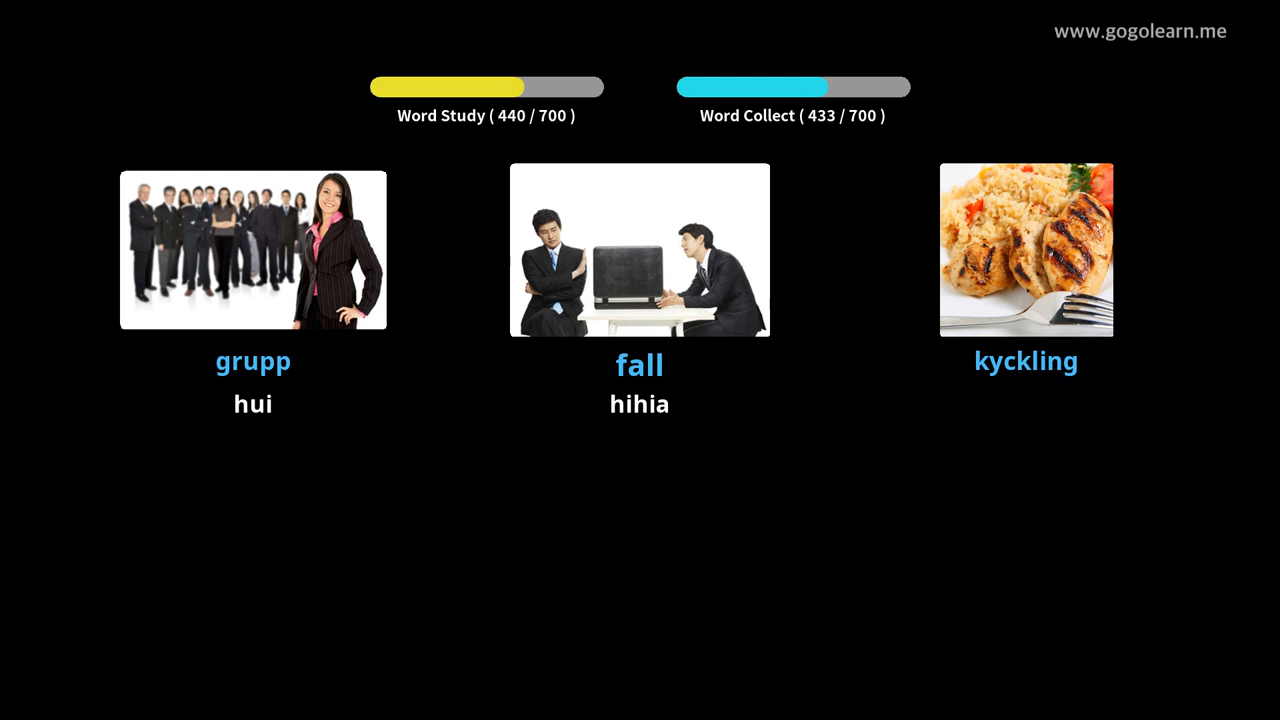 www.gogolearn.me
Word Study ( 440 / 700 )
Word Collect ( 433 / 700 )
grupp
fall
kyckling
hui
hihia